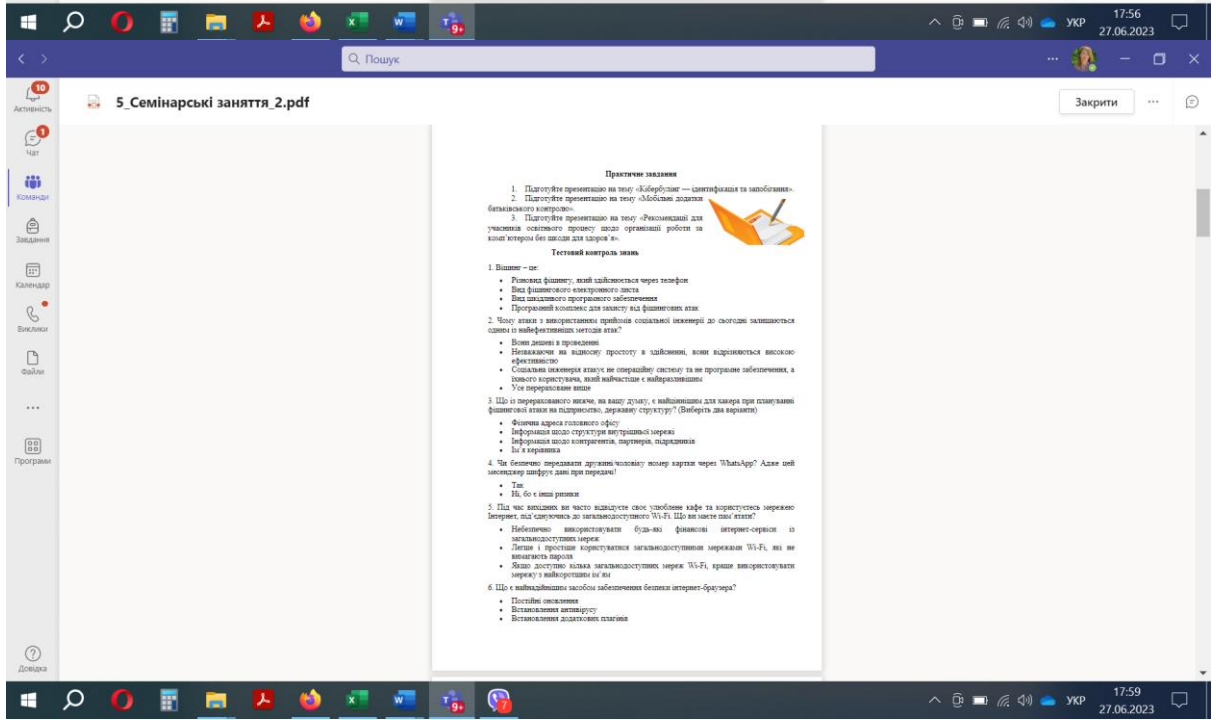 9+
УКР
17:56
27.06.2023
Пошук
10
Активність
5_Семінарські заняття_2.pdf
Закрити
1
Чат
Команди
Завдання
Календар
Виклики
Файли
Програми
Довідка
Практичне завдання
1. Підготуйте презентацію на тему «Кібербулінг — ідентифікація та запобігання».
2. Підготуйте презентацію на тему «Мобільні додатки
батьківського контролю».
3. Підготуйте презентацію на тему «Рекомендації для
учасників освітнього процесу щодо організації роботи за
комп'ютером без шкоди для здоров'я».
Тестовий контроль знань
1. Вішинг – це:
• Різновид фішингу, який здійснюється через телефон
• Вид фішингового електронного листа
• Вид шкідливого програмного забезпечення
• Програмний комплекс для захисту від фішингових атак
2. Чому атаки з використанням прийомів соціальної інженерії до сьогодні залишаються
одним із найефективніших методів атак?
• Вони дешеві в проведенні
• Незважаючи на відносну простоту в здійсненні, вони відрізняються високою
ефективністю
• Соціальна інженерія атакує не операційну систему та не програмне забезпечення, а
їхнього користувача, який найчастіше є найвразливішим
• Усе перераховане вище
3. Що із перерахованого нижче, на вашу думку, є найціннішим для хакера при плануванні
фішингової атаки на підприємство, державну структуру? (Виберіть два варіанти)
• Фізична адреса головного офісу
• Інформація щодо структури внутрішньої мережі
• Інформація щодо контрагентів, партнерів, підрядників
• Ім'я керівника
4. Чи безпечно передавати дружині/чоловіку номер картки через WhatsApp? Адже цей
месенджер шифрує дані при передачі!
• Так
• Ні, бо є інші ризики
5. Під час вихідних ви часто відвідуєте своє улюблене кафе та користуєтесь мережею
Інтернет, під'єднуючись до загальнодоступного Wi-Fi. Що ви маєте пам'ятати?
• Небезпечно використовувати будь-які фінансові інтернет-сервіси із
загальнодоступних мереж
• Легше і простіше користуватися загальнодоступними мережами Wi-Fi, які не
вимагають пароля
• Якщо доступно кілька загальнодоступних мереж Wi-Fi, краще використовувати
мережу з найкоротшим ім'ям
6. Що є найнадійнішим засобом забезпечення безпеки інтернет-браузера?
• Постійні оновлення
• Встановлення антивірусу
• Встановлення додаткових плагінів
9+
7
УКР
17:59
27.06.2023